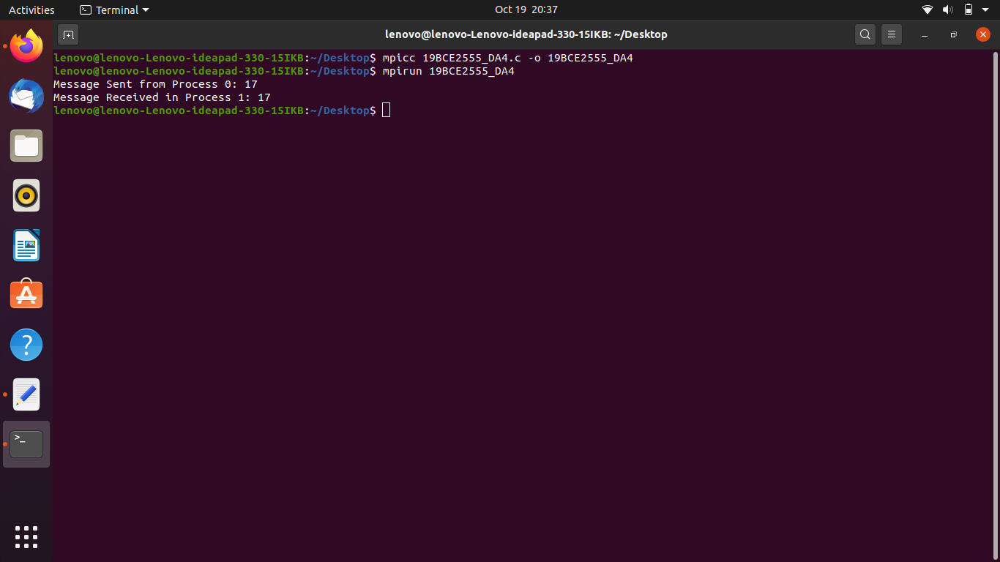 Activities Terminal Oct 19 20:37
lenovo@lenovo-Lenovo-ideapad-330-15IKB: ~/Desktop
lenovo@lenovo-Lenovo-ideapad-330-15IKB:~/Desktop$ mpicc 19BCE2555_DA4.c -o 19BCE2555_DA4
lenovo@lenovo-Lenovo-ideapad-330-15IKB:~/Desktop$ mpirun 19BCE2555_DA4
Message Sent from Process 0: 17
Message Received in Process 1: 17
lenovo@lenovo-Lenovo-ideapad-330-15IKB:~/Desktop$